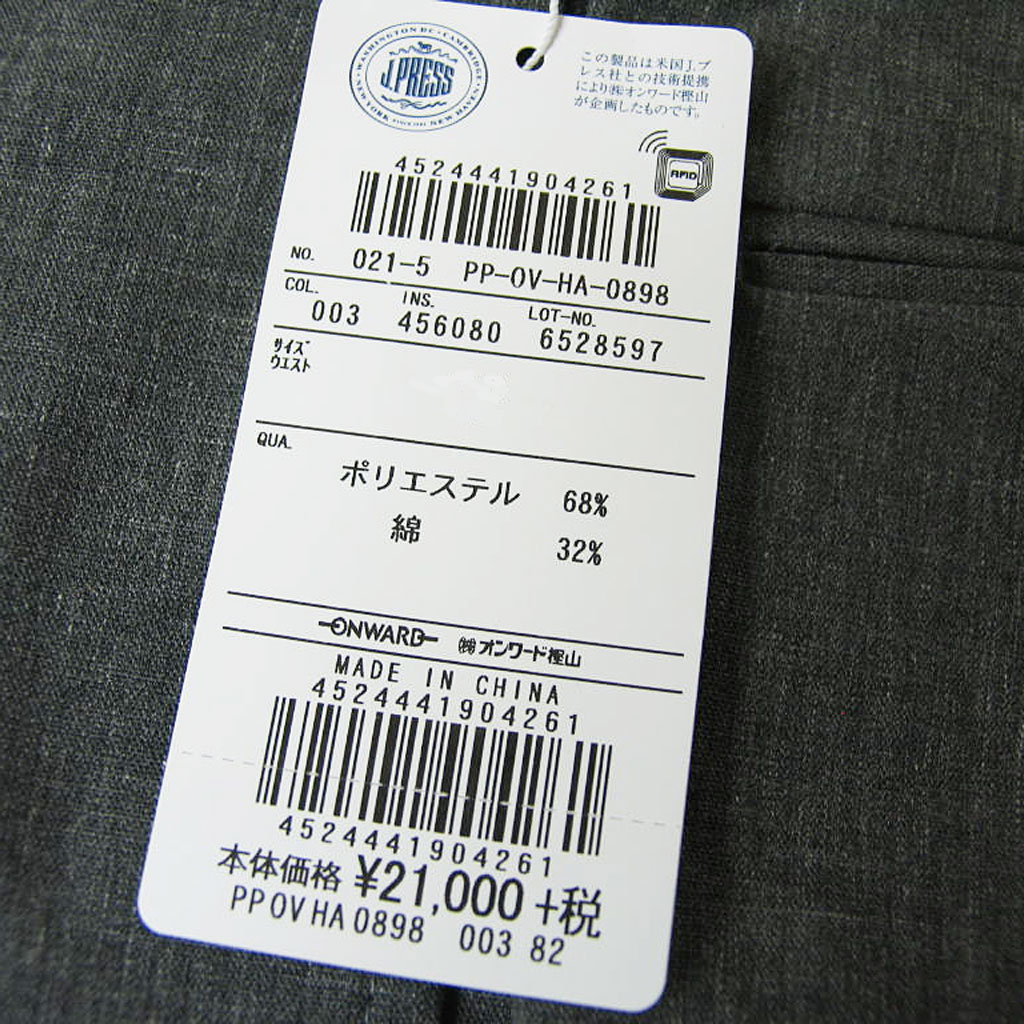 WASHINGTON DC · CAMBRIDGE
J.PRESS
NEW YORK SINCE 1902 NEW HAVEN
この製品は米国J.プ
レス社との技術提携
により㈱オンワード樫山
が企画したものです。
RFID
4524441904261
NO. 021-5 PP-OV-HA-0898
COL. INS. LOT-NO.
003 456080 6528597
サイズ
ウエスト
QUA.
ポリエステル 68%
綿 32%
ONWARD ㈱オンワード樫山
MADE IN CHINA
4524441904261
4524441904261
本体価格 ¥21,000 +税
PPOVHA0898 003 82